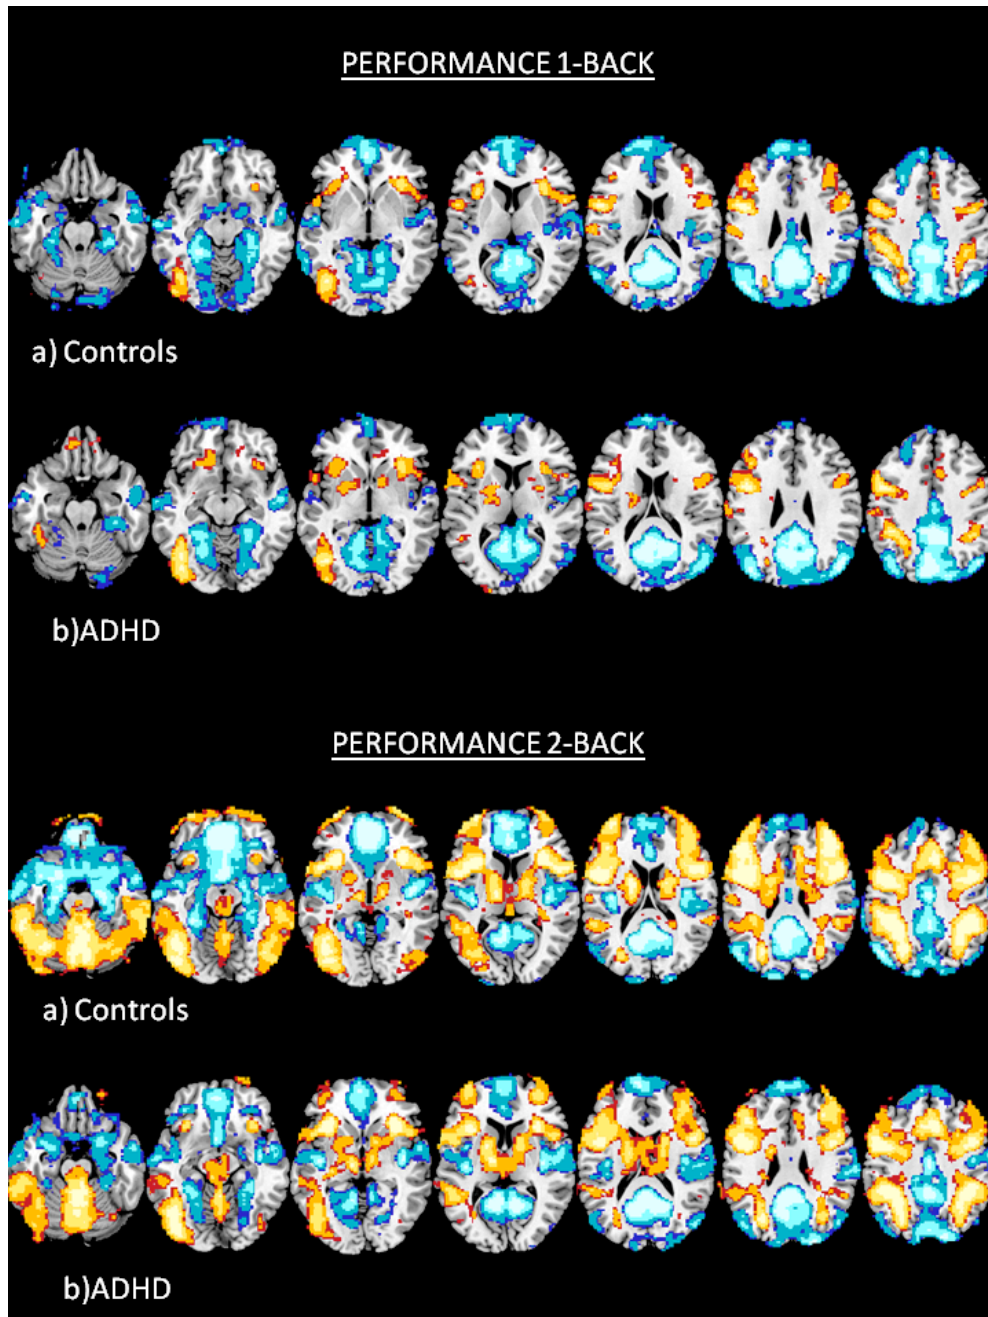 PERFORMANCE 1-BACK
a) Controls
b)ADHD
PERFORMANCE 2-BACK
a) Controls
b)ADHD